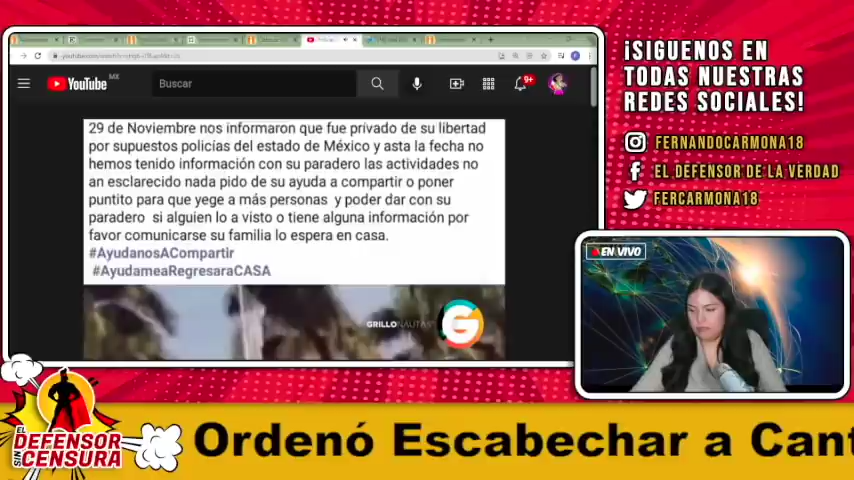 YouTube MX
Buscar
9+
29 de Noviembre nos informaron que fue privado de su libertad
por supuestos policías del estado de México y asta la fecha no
hemos tenido información con su paradero las actividades no
an esclarecido nada pido de su ayuda a compartir o poner
puntito para que yege a más personas y poder dar con su
paradero si alguien lo a visto o tiene alguna información por
favor comunicarse su familia lo espera en casa.
#AyudanosACompartir
#AyudameaRegresaraCASA
GRILLONAUTAS
G
¡SIGUENOS EN
TODAS NUESTRAS
REDES SOCIALES!
FERNANDOCARMONA18
EL DEFENSOR DE LA VERDAD
FERCARMONA18
EN VIVO
EL
DEFENSOR
SIN
CENSURA
Ordenó Escabechar a Cant